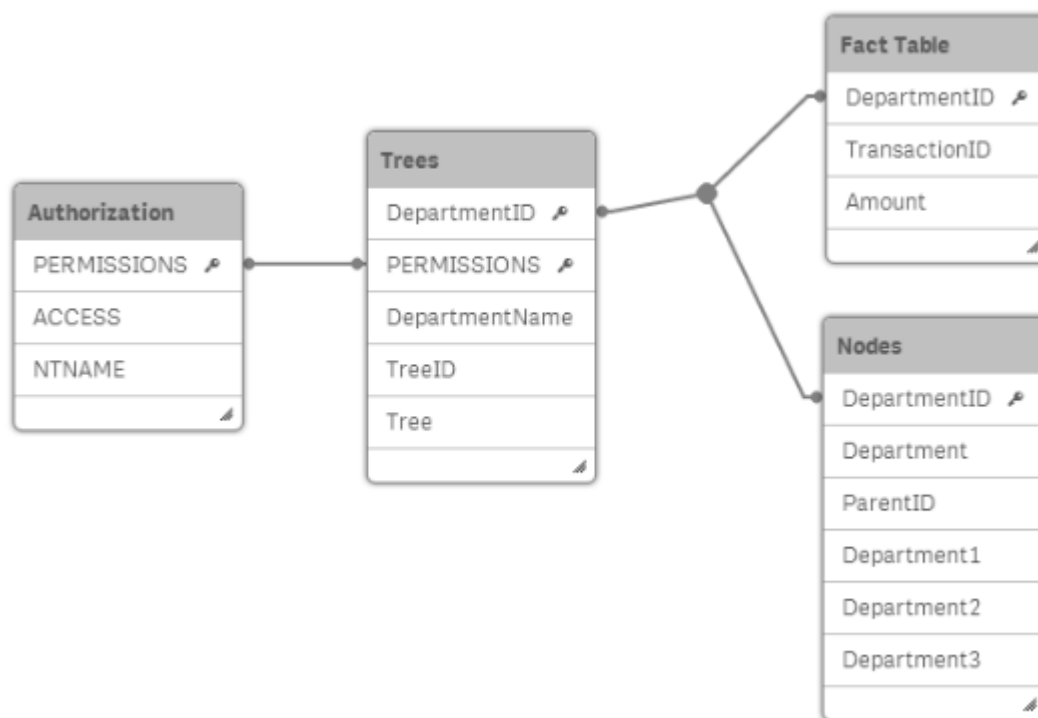 Authorization
PERMISSIONS
ACCESS
NTNAME
Trees
DepartmentID
PERMISSIONS
DepartmentName
TreeID
Tree
Fact Table
DepartmentID
TransactionID
Amount
Nodes
DepartmentID
Department
ParentID
Department1
Department2
Department3